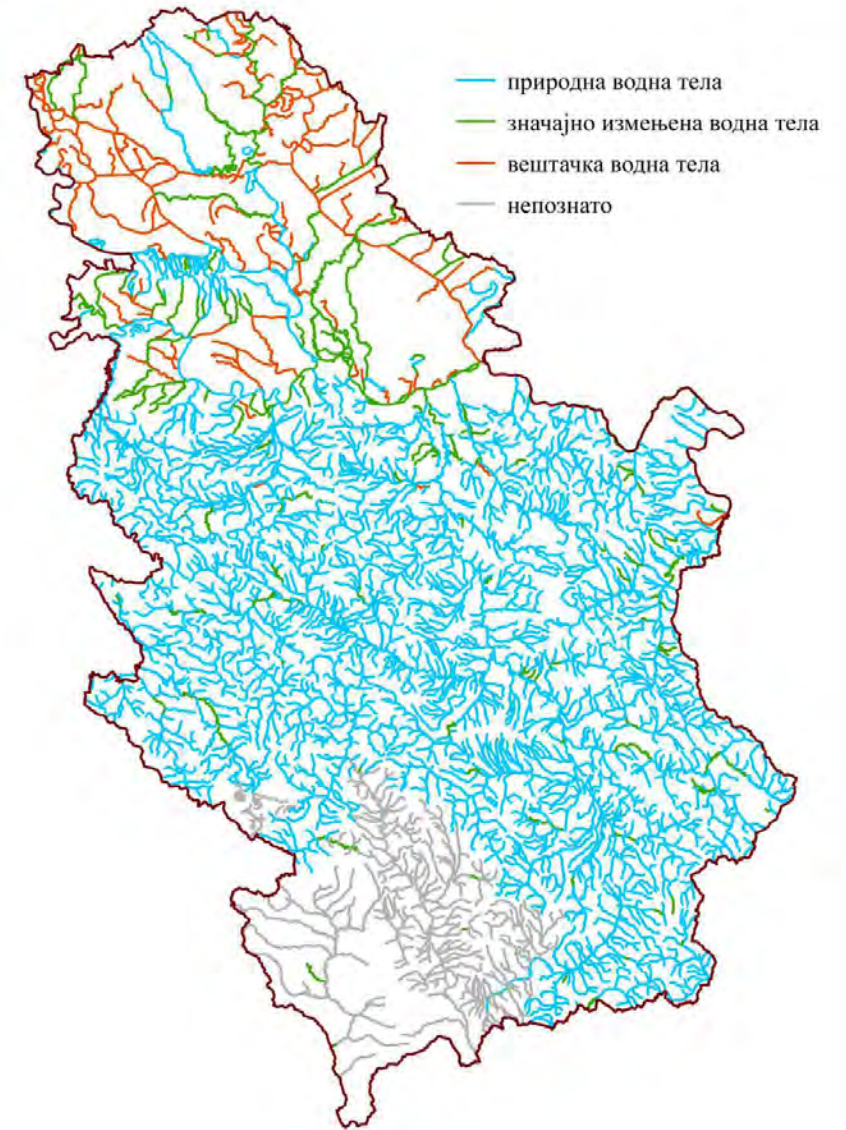 природна водна тела
значајно измењена водна тела
вештачка водна тела
непознато